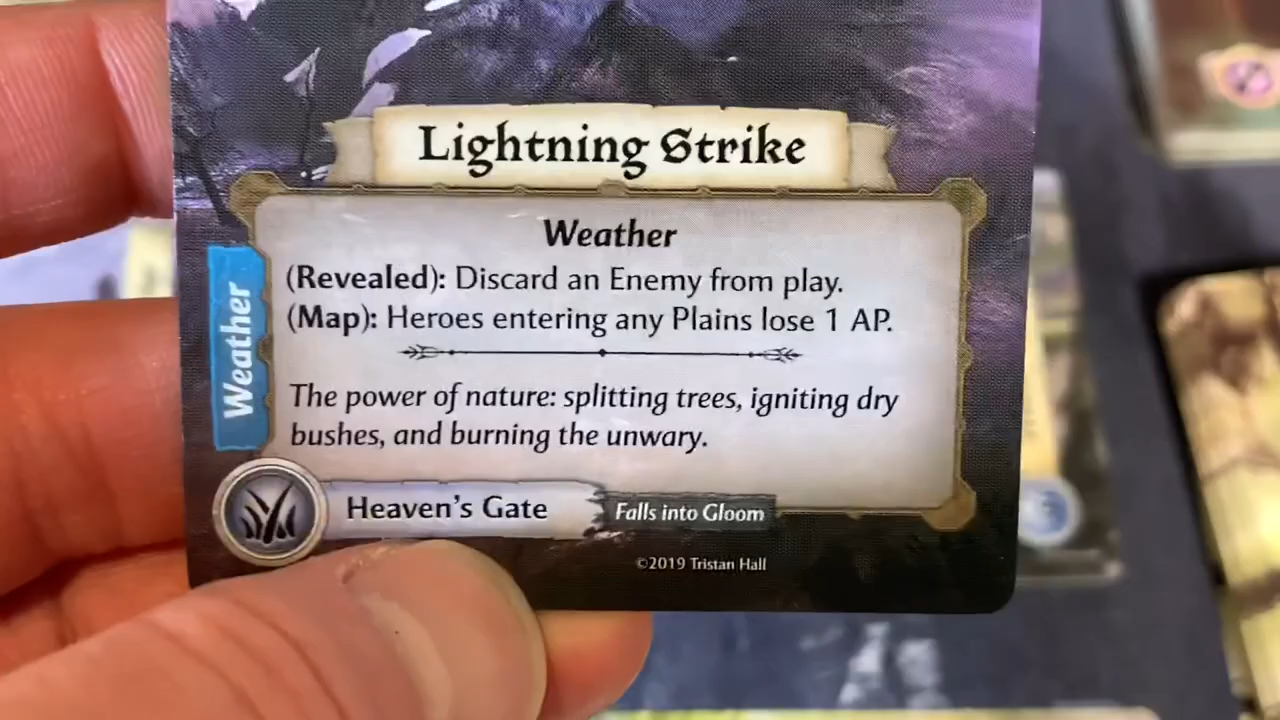 Lightning Strike
Weather
(Revealed): Discard an Enemy from play.
(Map): Heroes entering any Plains lose 1 AP.
The power of nature: splitting trees, igniting dry
bushes, and burning the unwary.
Weather
Heaven's Gate
Falls into Gloom
©2019 Tristan Hall